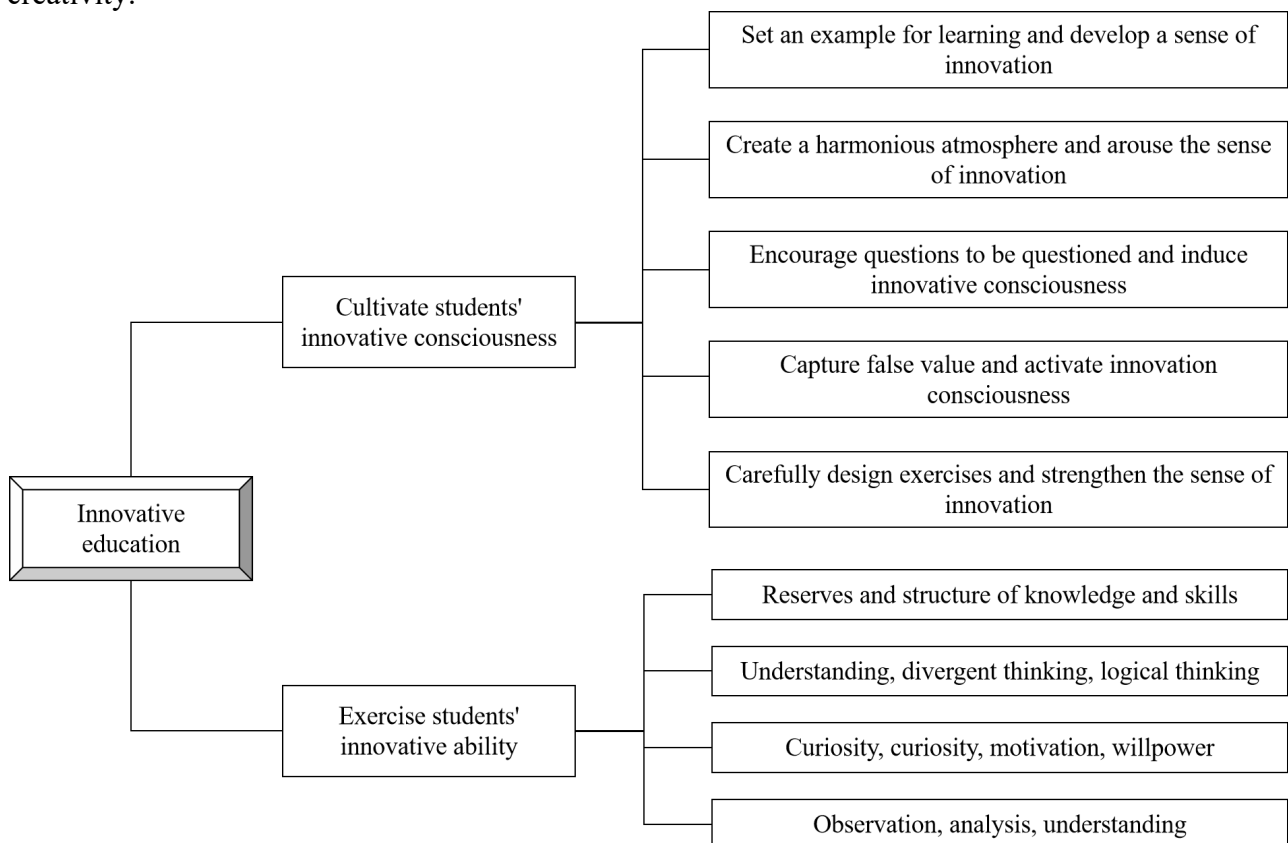 creativity.
Set an example for learning and develop a sense of
innovation
Create a harmonious atmosphere and arouse the sense
of innovation
Encourage questions to be questioned and induce
innovative consciousness
Cultivate students'
innovative consciousness
Capture false value and activate innovation
consciousness
Carefully design exercises and strengthen the sense of
innovation
Innovative
education
Reserves and structure of knowledge and skills
Understanding, divergent thinking, logical thinking
Exercise students'
innovative ability
Curiosity, curiosity, motivation, willpower
Observation, analysis, understanding